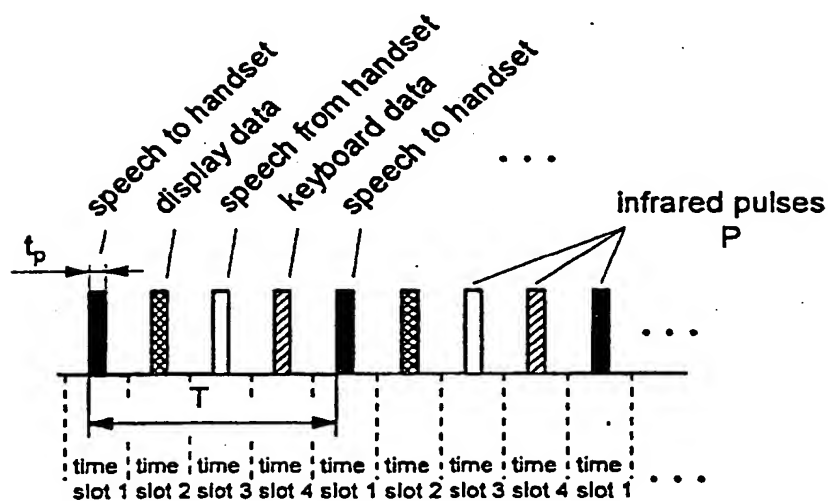 speech to handset
display data
speech from handset
keyboard data
speech to handset
. . .
infrared pulses
P
tp
. . .
T
time time time time time time time time time
slot 1 slot 2 slot 3 slot 4 slot 1 slot 2 slot 3 slot 4 slot 1 . . .